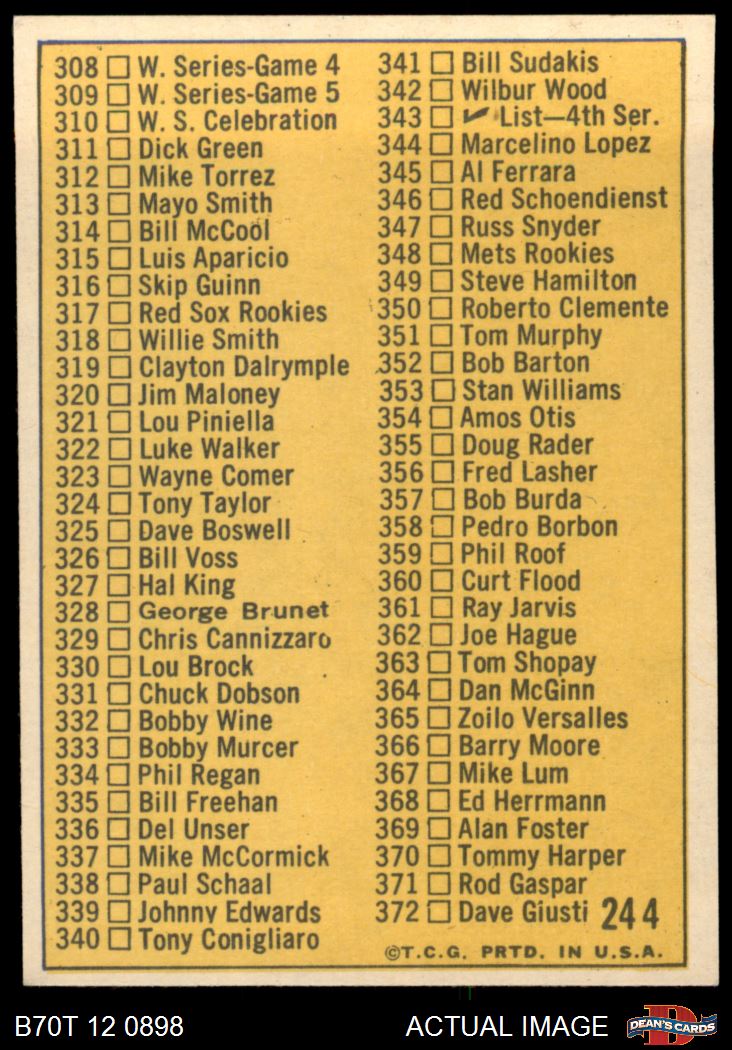 308 W. Series-Game 4
309 W. Series-Game 5
310 W. S. Celebration
311 Dick Green
312 Mike Torrez
313 Mayo Smith
314 Bill McCool
315 Luis Aparicio
316 Skip Guinn
317 Red Sox Rookies
318 Willie Smith
319 Clayton Dalrymple
320 Jim Maloney
321 Lou Piniella
322 Luke Walker
323 Wayne Comer
324 Tony Taylor
325 Dave Boswell
326 Bill Voss
327 Hal King
328 George Brunet
329 Chris Cannizzaro
330 Lou Brock
331 Chuck Dobson
332 Bobby Wine
333 Bobby Murcer
334 Phil Regan
335 Bill Freehan
336 Del Unser
337 Mike McCormick
338 Paul Schaal
339 Johnny Edwards
340 Tony Conigliaro
341 Bill Sudakis
342 Wilbur Wood
343 ✓ List—4th Ser.
344 Marcelino Lopez
345 Al Ferrara
346 Red Schoendienst
347 Russ Snyder
348 Mets Rookies
349 Steve Hamilton
350 Roberto Clemente
351 Tom Murphy
352 Bob Barton
353 Stan Williams
354 Amos Otis
355 Doug Rader
356 Fred Lasher
357 Bob Burda
358 Pedro Borbon
359 Phil Roof
360 Curt Flood
361 Ray Jarvis
362 Joe Hague
363 Tom Shopay
364 Dan McGinn
365 Zoilo Versalles
366 Barry Moore
367 Mike Lum
368 Ed Herrmann
369 Alan Foster
370 Tommy Harper
371 Rod Gaspar
372 Dave Giusti 244
©T.C.G. PRTD. IN U.S.A.
B70T 12 0898 ACTUAL IMAGE DEAN'S CARDS